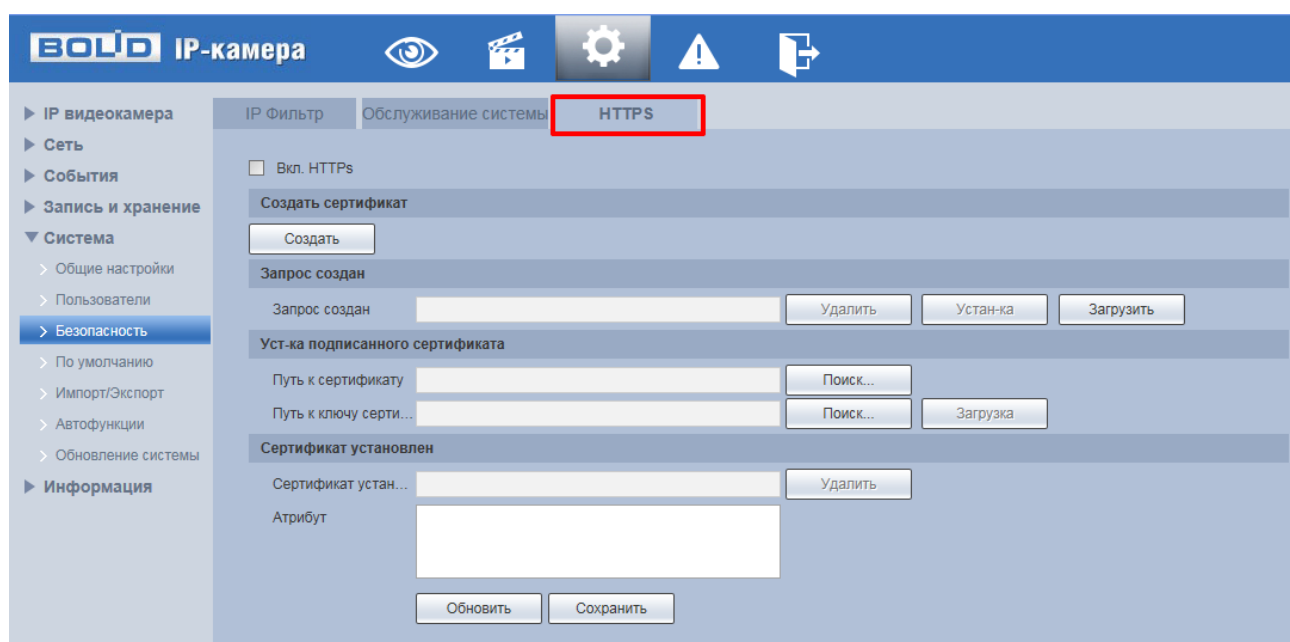 BOLID IP-камера
IP видеокамера
Сеть
События
Запись и хранение
Система
Общие настройки
Пользователи
Безопасность
По умолчанию
Импорт/Экспорт
Автофункции
Обновление системы
Информация
IP Фильтр Обслуживание системы HTTPS
Вкл. HTTPs
Создать сертификат
Создать
Запрос создан
Запрос создан Удалить Устан-ка Загрузить
Уст-ка подписанного сертификата
Путь к сертификату Поиск...
Путь к ключу серти... Поиск... Загрузка
Сертификат установлен
Сертификат устан... Удалить
Атрибут
Обновить Сохранить